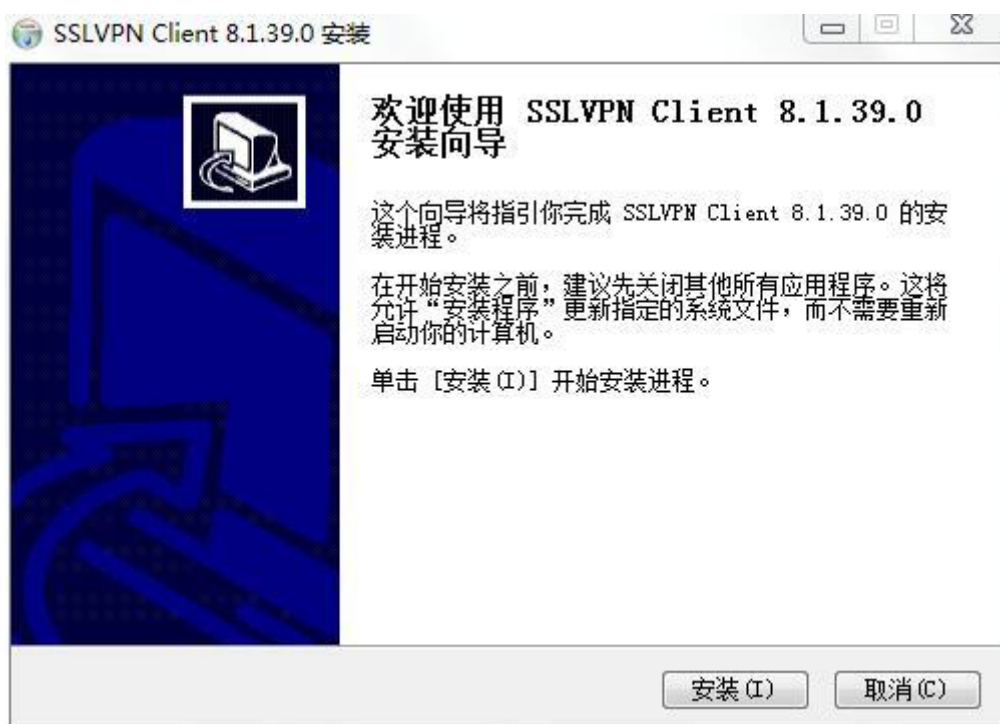 SSLVPN Client 8.1.39.0 安装
欢迎使用 SSLVPN Client 8.1.39.0
安装向导
这个向导将指引你完成 SSLVPN Client 8.1.39.0 的安
装进程。
在开始安装之前，建议先关闭其他所有应用程序。这将
允许“安装程序”更新指定的系统文件，而不需要重新
启动你的计算机。
单击 [安装(I)] 开始安装进程。
安装(I)
取消(C)